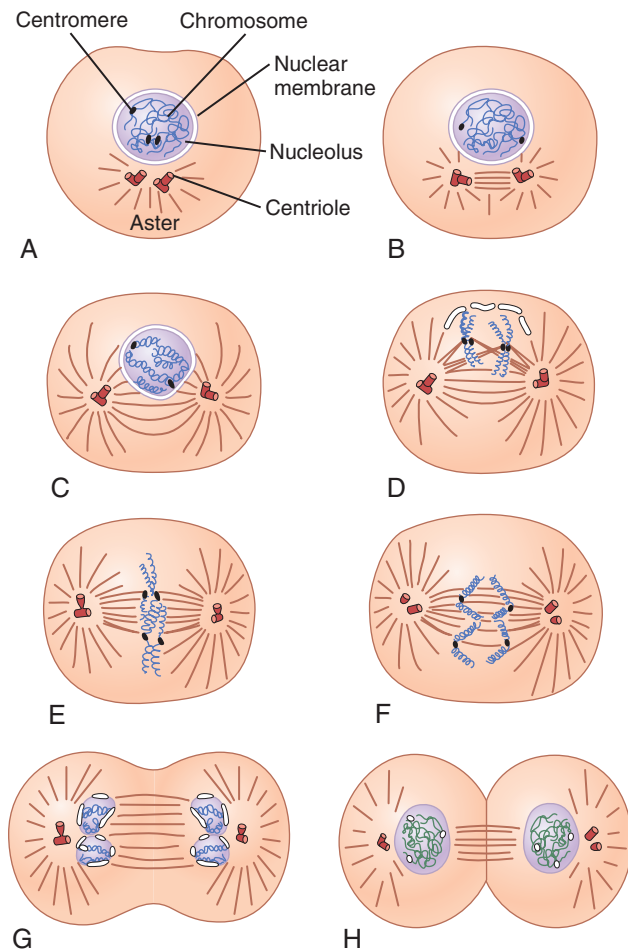 Centromere
Chromosome
Nuclear
membrane
Nucleolus
Centriole
Aster
A
B
C
D
E
F
G
H